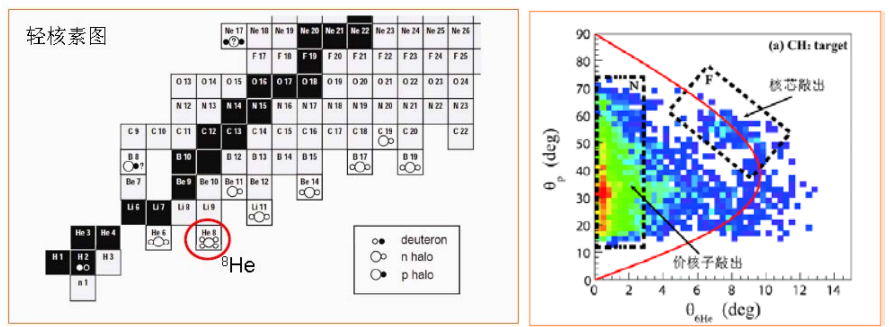 轻核素图
Ne 17 Ne 18 Ne 19 Ne 20 Ne 21 Ne 22 Ne 23 Ne 24 Ne 25 Ne 26
?
F 17 F 18 F 19 F 20 F 21 F 22 F 23 F 24 F 25
O 13 O 14 O 15 O 16 O 17 O 18 O 19 O 20 O 21 O 22 O 23 O 24
N 12 N 13 N 14 N 15 N 16 N 17 N 18 N 19 N 20 N 21 N 22 N 23
C 9 C 10 C 11 C 12 C 13 C 14 C 15 C 16 C 17 C 18 C 19 C 20 C 22
B 8 B 10 B 12 B 13 B 14 B 15 B 17 B 19
?
Be 7 Be 9 Be 10 Be 11 Be 12 Be 14
Li 6 Li 7 Li 8 Li 9 Li 11
He 3 He 4 He 6 He 8
H 1 H 2 H 3
n 1
⁸He
deuteron
n halo
p halo
(a) CH₂ target
N
F
核芯敲出
价核子敲出
θp (deg)
90
80
70
60
50
40
30
20
10
0
0 2 4 6 8 10 12 14
θ6He (deg)